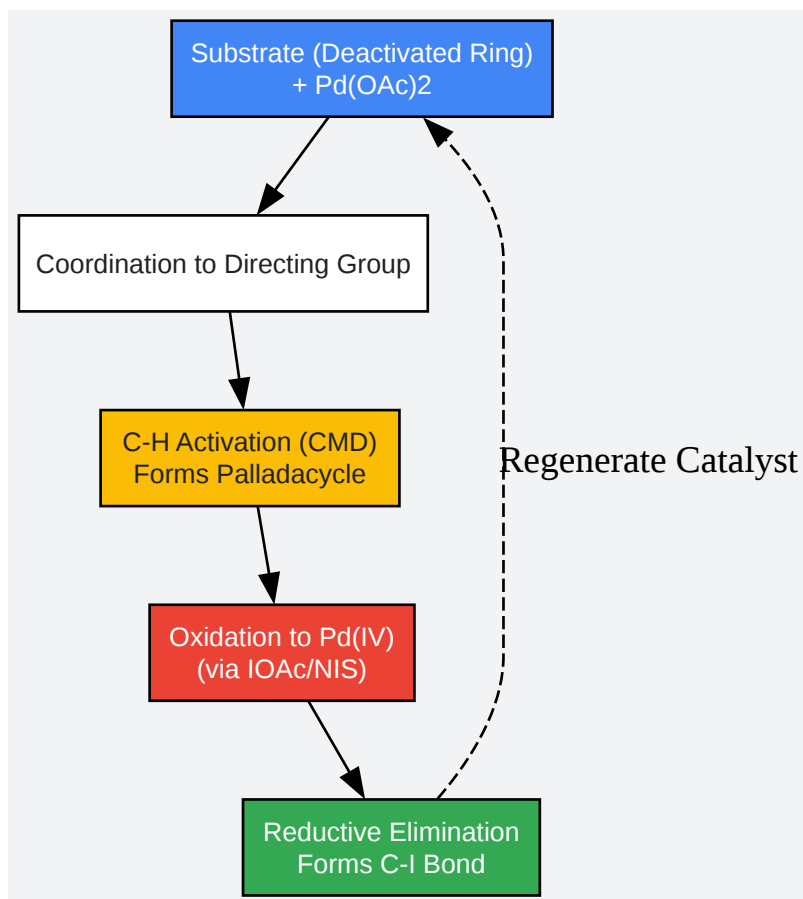 Substrate (Deactivated Ring)
+ Pd(OAc)2
Coordination to Directing Group
C-H Activation (CMD)
Forms Palladacycle
Regenerate Catalyst
Oxidation to Pd(IV)
(via IOAc/NIS)
Reductive Elimination
Forms C-I Bond